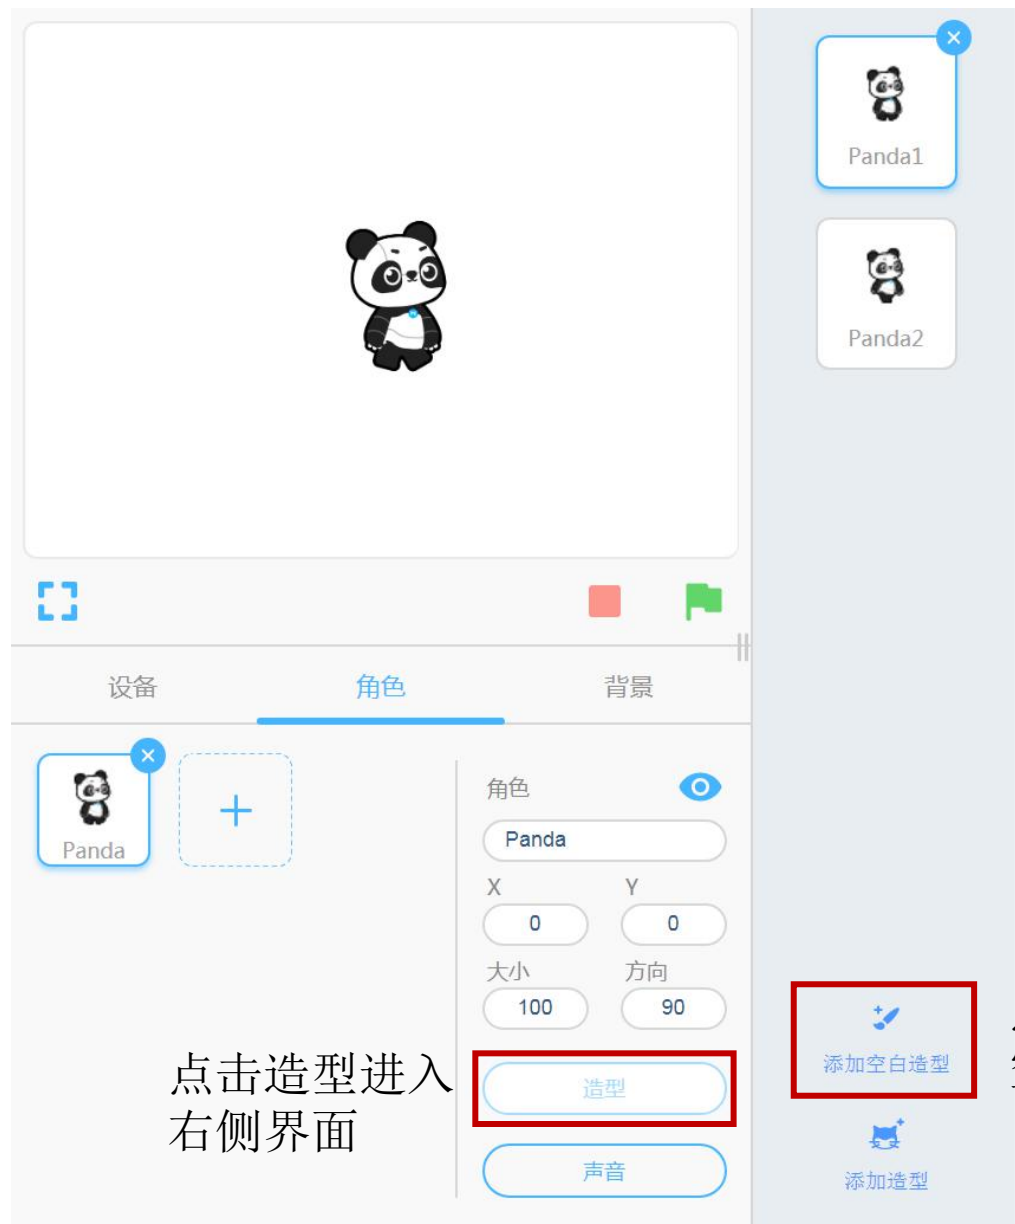 Panda1
Panda2
设备
角色
背景
Panda
角色
Panda
X
Y
0
0
大小
方向
100
90
点击造型进入
右侧界面
造型
声音
添加空白造型
添加造型